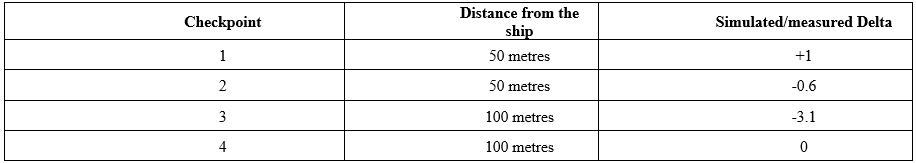 Checkpoint Distance from the ship Simulated/measured Delta
1 50 metres +1
2 50 metres -0.6
3 100 metres -3.1
4 100 metres 0